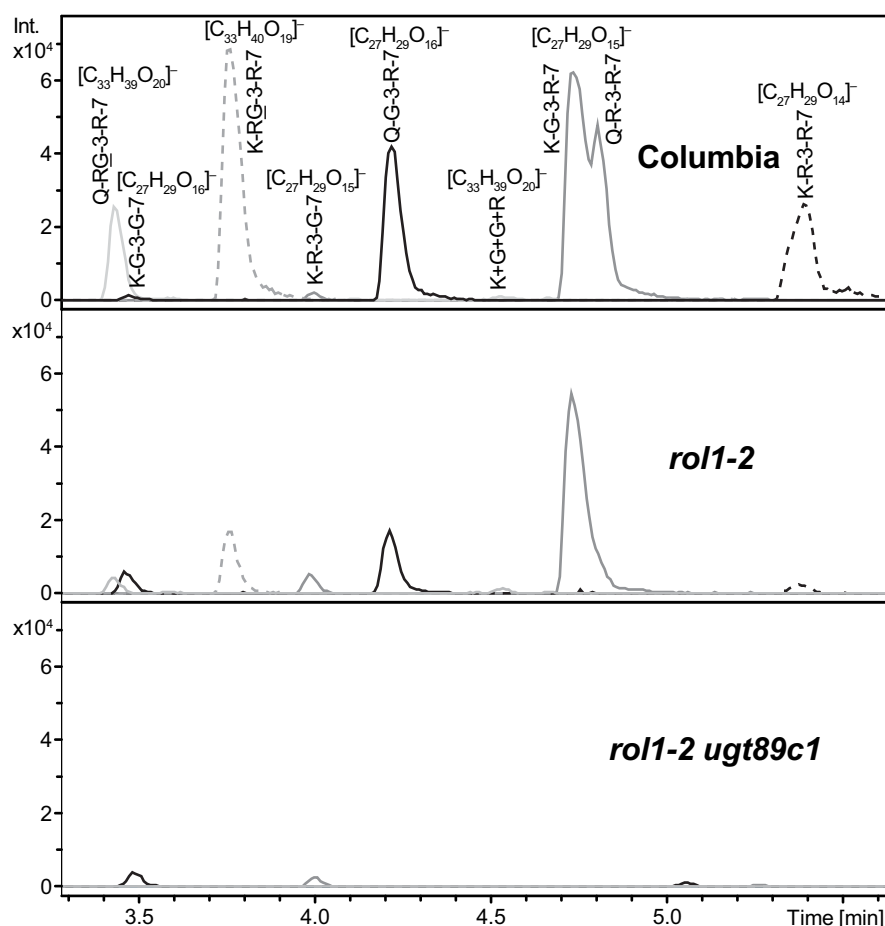 Int.
x10⁴
[C₃₃H₃₉O₂₀]⁻
Q-RG-3-R-7
[C₂₇H₂₉O₁₆]⁻
K-G-3-G-7
[C₃₃H₄₀O₁₉]⁻
K-RG-3-R-7
[C₂₇H₂₉O₁₅]⁻
K-R-3-G-7
[C₂₇H₂₉O₁₆]⁻
Q-G-3-R-7
[C₃₃H₃₉O₂₀]⁻
K+G+G+R
[C₂₇H₂₉O₁₅]⁻
K-G-3-R-7
Q-R-3-R-7
[C₂₇H₂₉O₁₄]⁻
K-R-3-R-7
Columbia
6
4
2
0
x10⁴
6
4
2
0
rol1-2
x10⁴
6
4
2
0
rol1-2 ugt89c1
3.5 4.0 4.5 5.0 Time [min]